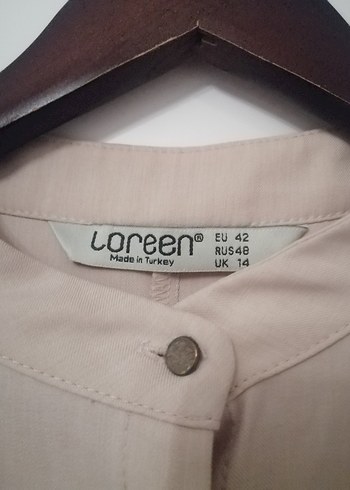 Loreen® EU 42
RUS48
Made in Turkey UK 14